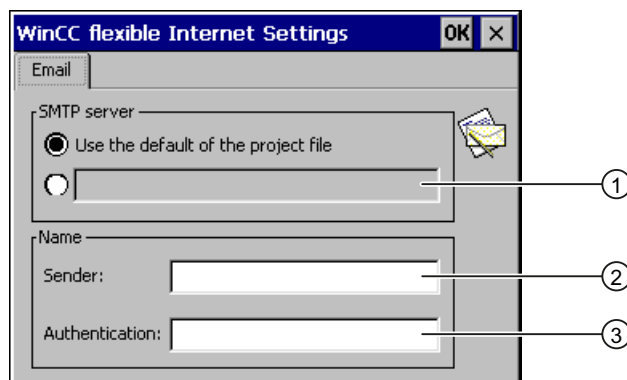 WinCC flexible Internet Settings OK ×
Email
SMTP server
Use the default of the project file
1
Name
Sender:
2
Authentication:
3